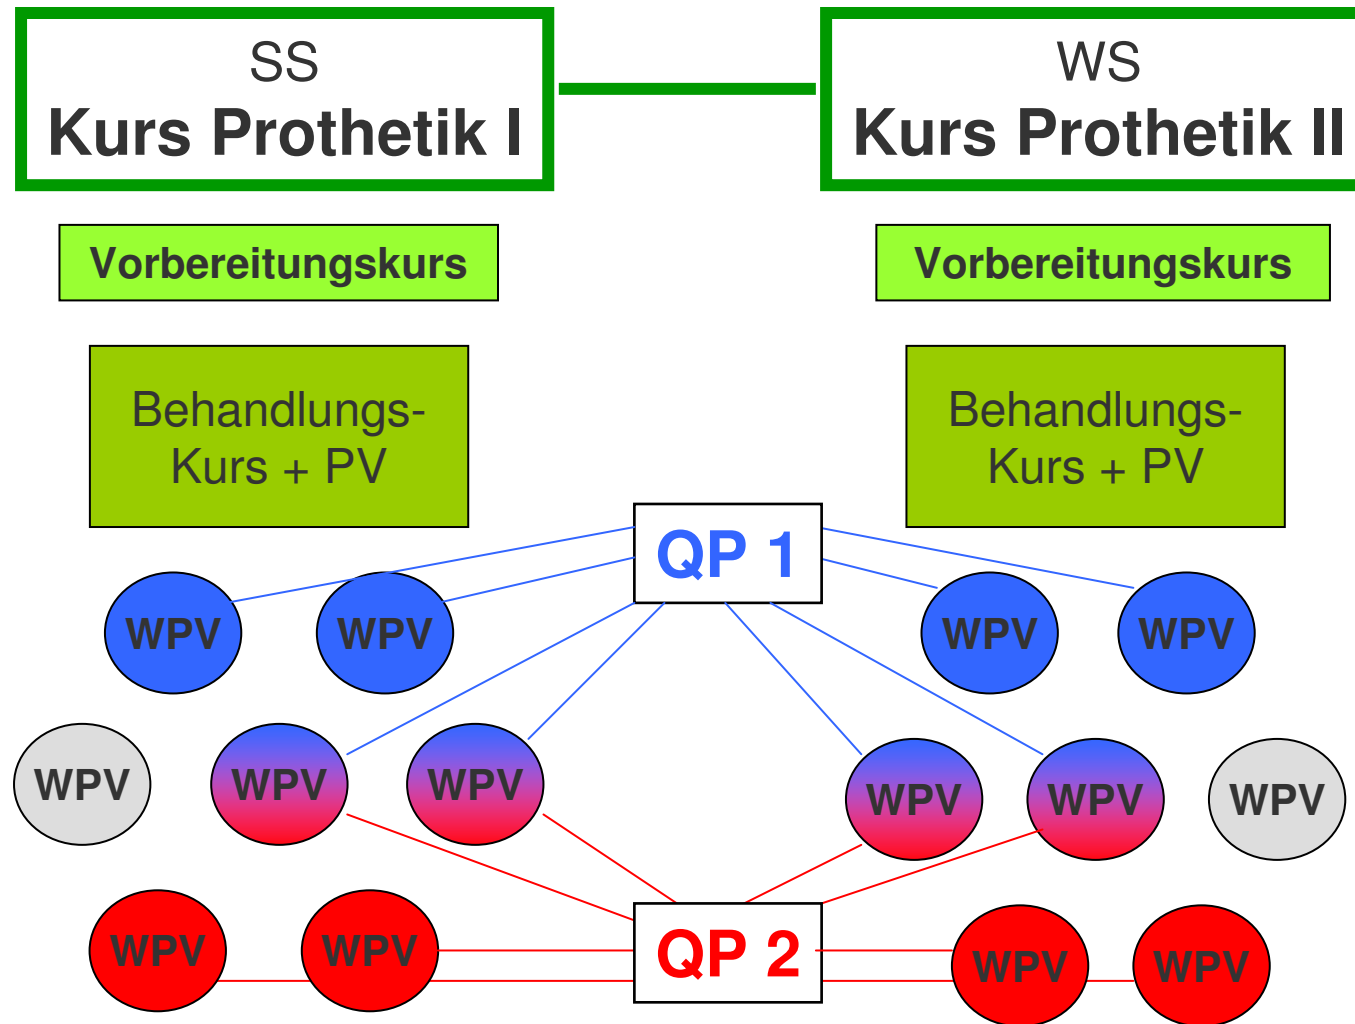 SS
Kurs Prothetik I
WS
Kurs Prothetik II
Vorbereitungskurs
Vorbereitungskurs
Behandlungs-
Kurs + PV
Behandlungs-
Kurs + PV
QP 1
WPV
WPV
WPV
WPV
WPV
WPV
WPV
WPV
WPV
WPV
WPV
WPV
QP 2
WPV
WPV